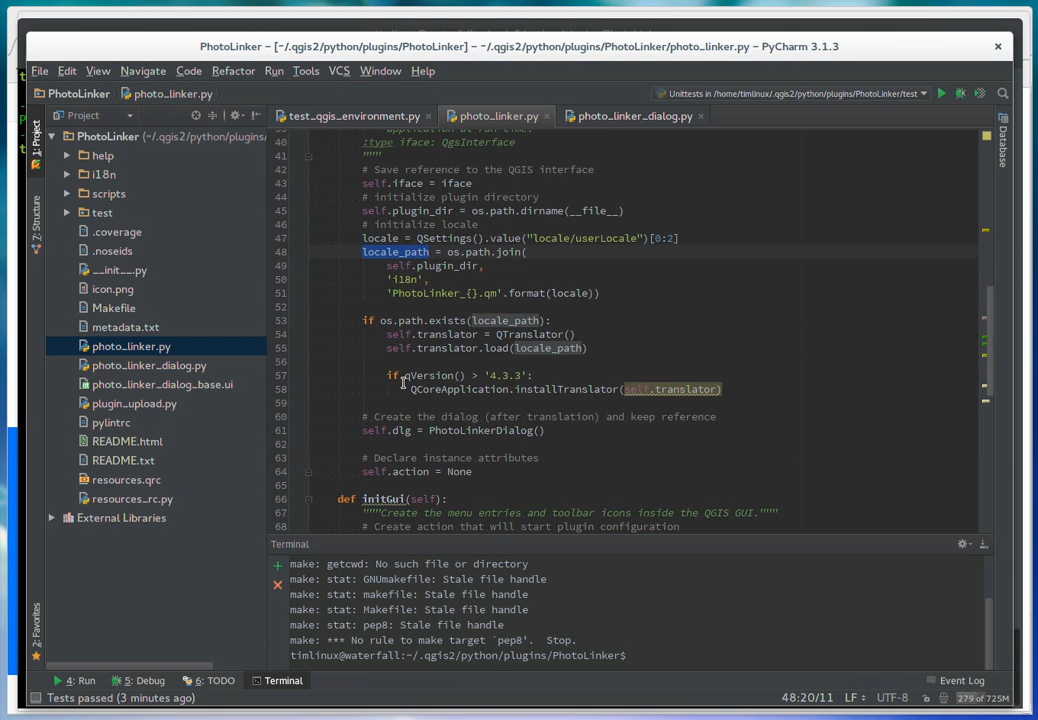 PhotoLinker – [~/.qgis2/python/plugins/PhotoLinker] – ~/.qgis2/python/plugins/PhotoLinker/photo_linker.py – PyCharm 3.1.3
File Edit View Navigate Code Refactor Run Tools VCS Window Help
PhotoLinker photo_linker.py Unittests in /home/timlinux/.qgis2/python/plugins/PhotoLinker/test
Project test_qgis_environment.py photo_linker.py photo_linker_dialog.py
1: Project
7: Structure
2: Favorites
Database
PhotoLinker (~/.qgis2/python/plugins/
help
i18n
scripts
test
.coverage
.noseids
__init__.py
icon.png
Makefile
metadata.txt
photo_linker.py
photo_linker_dialog.py
photo_linker_dialog_base.ui
plugin_upload.py
pylintrc
README.html
README.txt
resources.qrc
resources_rc.py
External Libraries
application at run time.
40 :type iface: QgsInterface
41 """
42 # Save reference to the QGIS interface
43 self.iface = iface
44 # initialize plugin directory
45 self.plugin_dir = os.path.dirname(__file__)
46 # initialize locale
47 locale = QSettings().value("locale/userLocale")[0:2]
48 locale_path = os.path.join(
49 self.plugin_dir,
50 'i18n',
51 'PhotoLinker_{}.qm'.format(locale))
52
53 if os.path.exists(locale_path):
54 self.translator = QTranslator()
55 self.translator.load(locale_path)
56
57 if qVersion() > '4.3.3':
58 QCoreApplication.installTranslator(self.translator)
59
60 # Create the dialog (after translation) and keep reference
61 self.dlg = PhotoLinkerDialog()
62
63 # Declare instance attributes
64 self.action = None
65
66 def initGui(self):
67 """Create the menu entries and toolbar icons inside the QGIS GUI."""
68 # Create action that will start plugin configuration
Terminal
make: getcwd: No such file or directory
make: stat: GNUmakefile: Stale file handle
make: stat: makefile: Stale file handle
make: stat: Makefile: Stale file handle
make: stat: pep8: Stale file handle
make: *** No rule to make target `pep8'.  Stop.
timlinux@waterfall:~/.qgis2/python/plugins/PhotoLinker$
4: Run 5: Debug 6: TODO Terminal Event Log
Tests passed (3 minutes ago) 48:20/11 LF UTF-8 279 of 725M